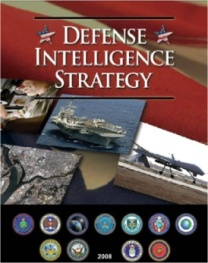 DEFENSE
INTELLIGENCE
STRATEGY
2008